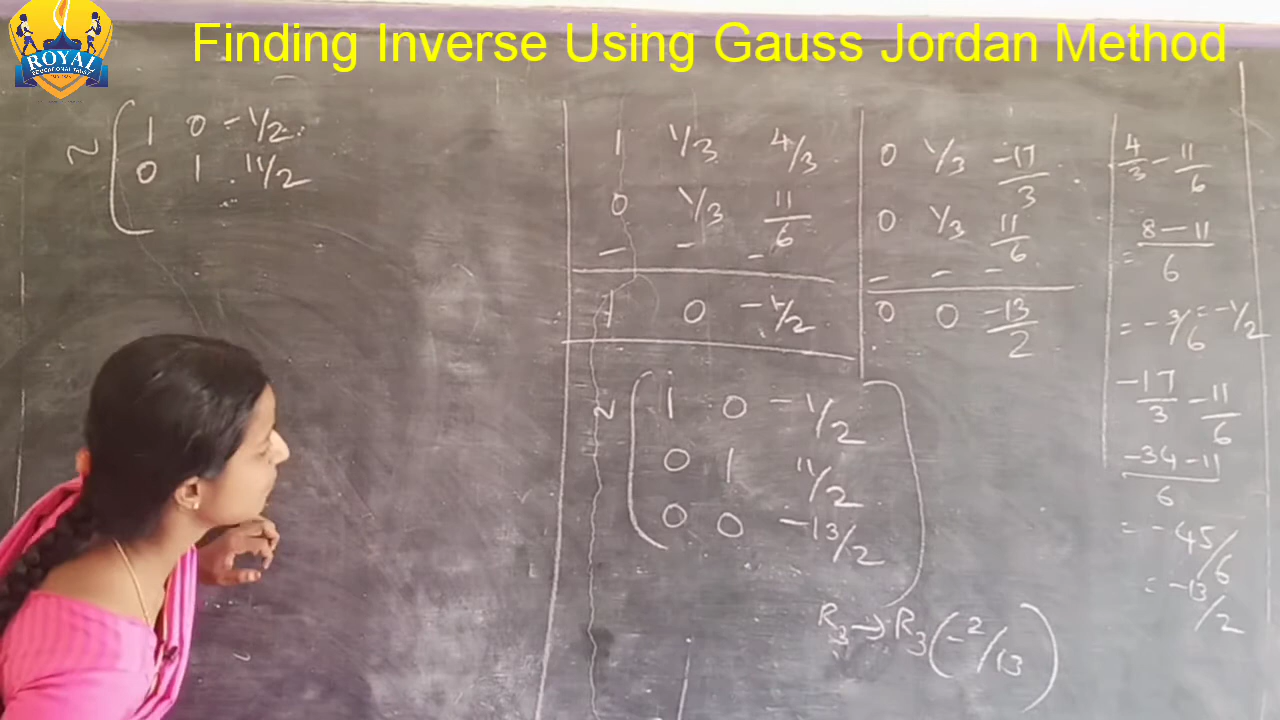 Finding Inverse Using Gauss Jordan Method
ROYAL
EDUCATIONAL TRUST
~ 1 0 -1/2
0 1 11/2
1 1/3 4/3
0 1/3 11/6
- - -
1 0 -1/2
~ 1 0 -1/2
0 1 11/2
0 0 -13/2
R3→R3(-2/13)
0 1/3 -17/3
0 1/3 11/6
- - -
0 0 -13/2
4/3 - 11/6
= 8-11/6
= -3/6 = -1/2
-17/3 - 11/6
-34-11/6
= -45/6
= -13/2